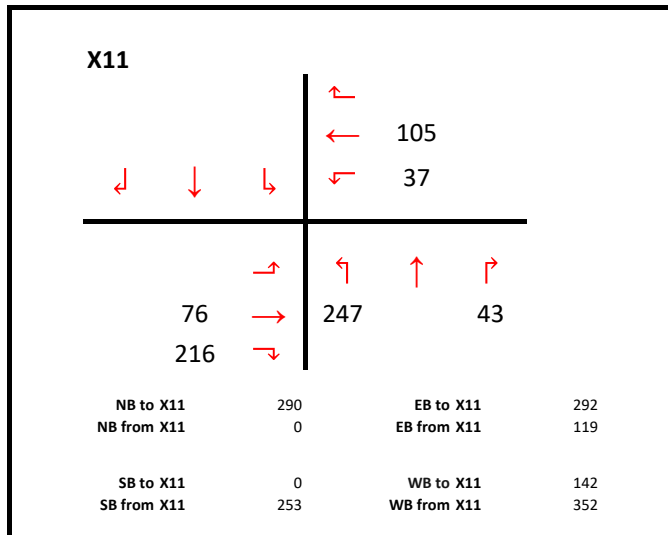 X11
105
37
76 247 43
216
NB to X11 290 EB to X11 292
NB from X11 0 EB from X11 119
SB to X11 0 WB to X11 142
SB from X11 253 WB from X11 352